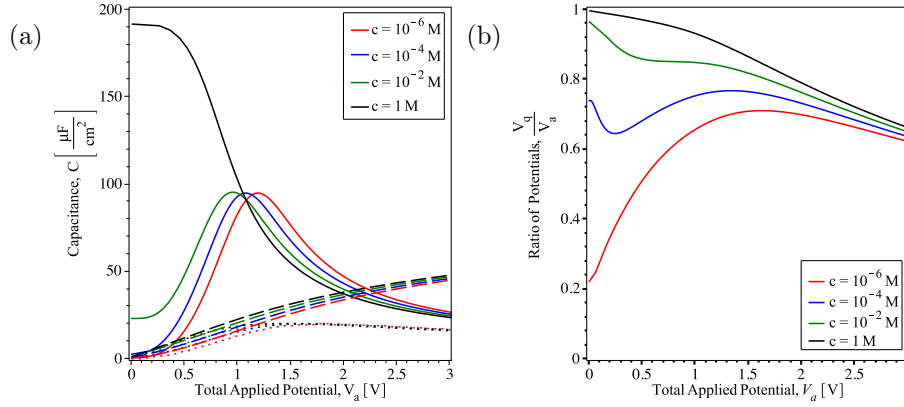 (a)
200
150
100
50
0
Capacitance, C [ μF / cm² ]
c = 10⁻⁶ M
c = 10⁻⁴ M
c = 10⁻² M
c = 1 M
0 0.5 1 1.5 2 2.5 3
Total Applied Potential, V_a [V]
(b)
1
0.8
0.6
0.4
0.2
0
Ratio of Potentials, V_q / V_a
c = 10⁻⁶ M
c = 10⁻⁴ M
c = 10⁻² M
c = 1 M
0 0.5 1 1.5 2 2.5
Total Applied Potential, V_a [V]